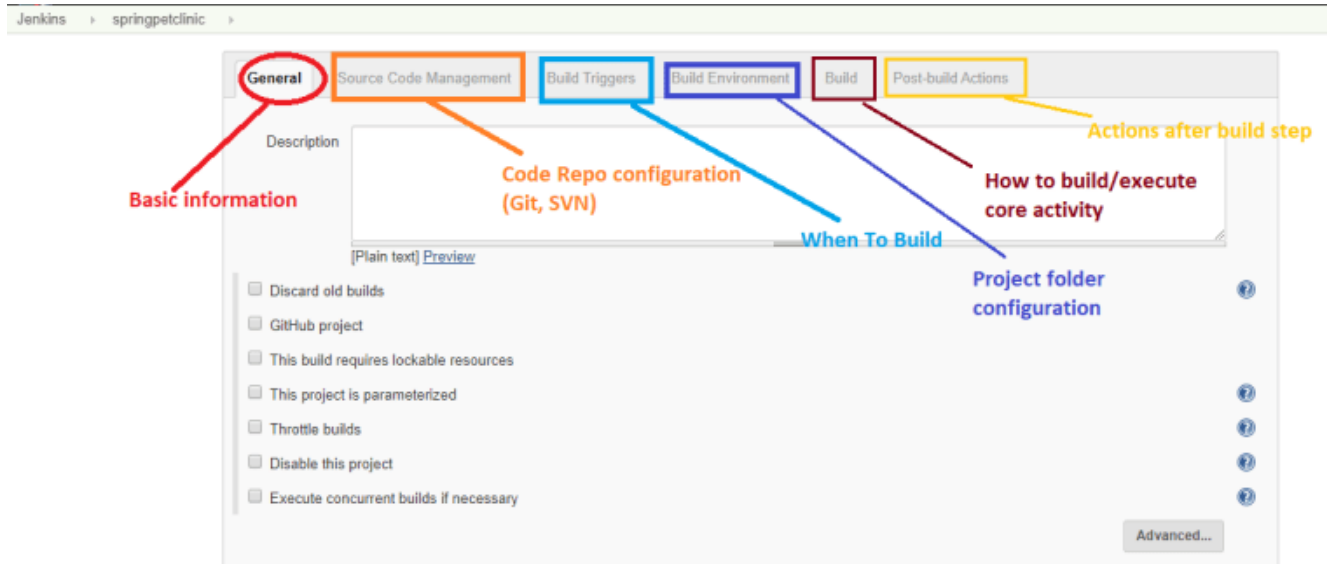 Jenkins › springpetclinic ›
General Source Code Management Build Triggers Build Environment Build Post-build Actions
Actions after build step
Description
Code Repo configuration
(Git, SVN)
How to build/execute
core activity
Basic information
When To Build
[Plain text] Preview
Project folder
configuration
Discard old builds
GitHub project
This build requires lockable resources
This project is parameterized
Throttle builds
Disable this project
Execute concurrent builds if necessary
Advanced...